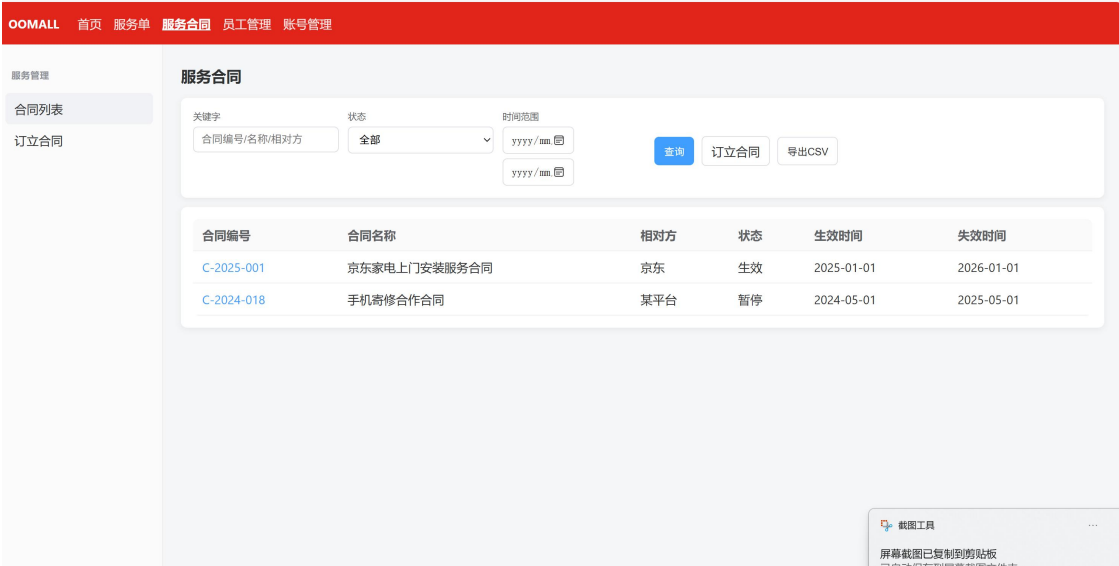 OOMALL 首页 服务单 服务合同 员工管理 账号管理
服务管理
合同列表
订立合同
服务合同
关键字 状态 时间范围
合同编号/名称/相对方 全部 yyyy/mm 查询 订立合同 导出CSV
yyyy/mm
合同编号 合同名称 相对方 状态 生效时间 失效时间
C-2025-001 京东家电上门安装服务合同 京东 生效 2025-01-01 2026-01-01
C-2024-018 手机寄修合作合同 某平台 暂停 2024-05-01 2025-05-01
截图工具 ...
屏幕截图已复制到剪贴板